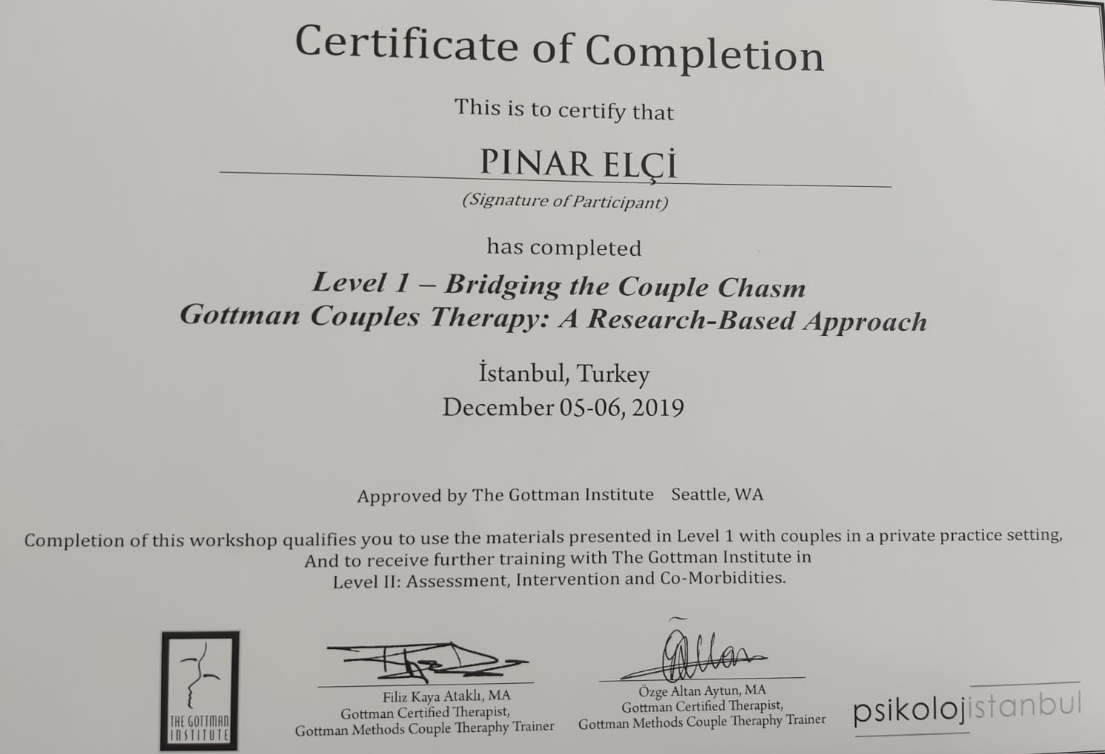 Certificate of Completion
This is to certify that
PINAR ELÇİ
(Signature of Participant)
has completed
Level 1 – Bridging the Couple Chasm
Gottman Couples Therapy: A Research-Based Approach
İstanbul, Turkey
December 05-06, 2019
Approved by The Gottman Institute Seattle, WA
Completion of this workshop qualifies you to use the materials presented in Level 1 with couples in a private practice setting,
And to receive further training with The Gottman Institute in
Level II: Assessment, Intervention and Co-Morbidities.
THE GOTTMAN
INSTITUTE
Filiz Kaya Ataklı, MA
Gottman Certified Therapist,
Gottman Methods Couple Theraphy Trainer
Özge Altan Aytun, MA
Gottman Certified Therapist,
Gottman Methods Couple Theraphy Trainer
psikolojistanbul